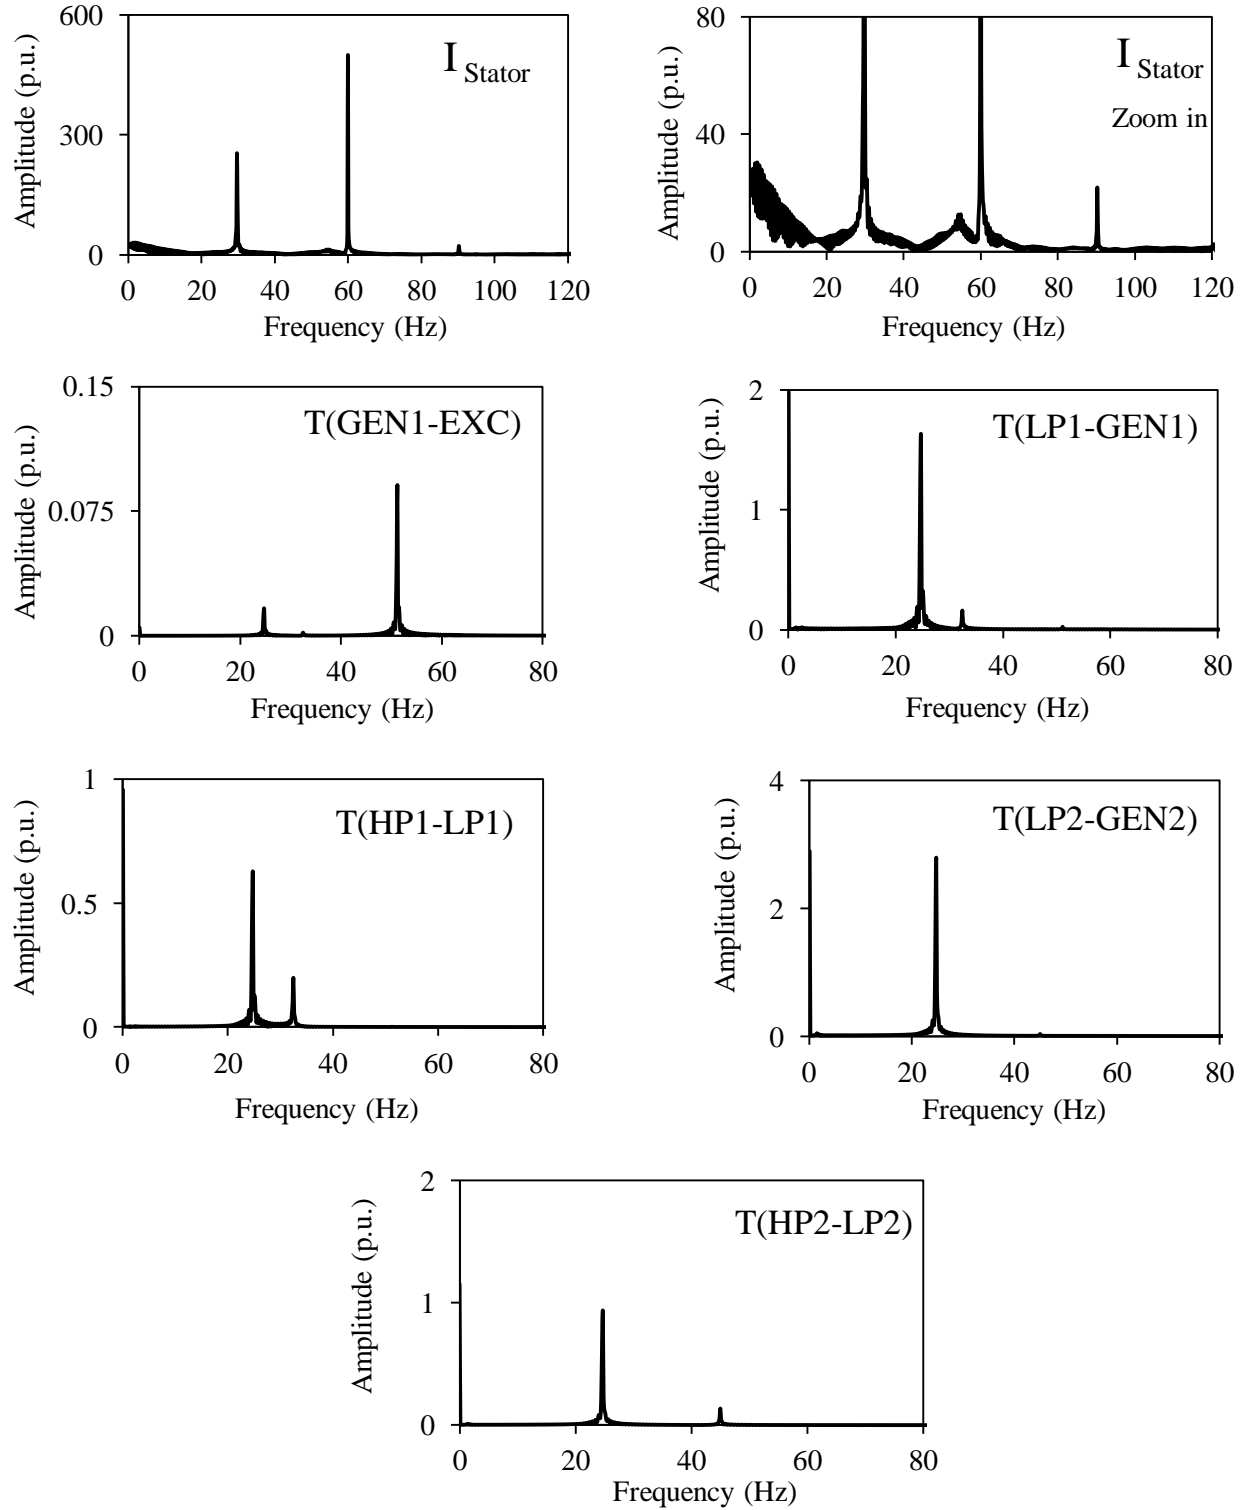 600
300
0
0 20 40 60 80 100 120
Amplitude (p.u.)
Frequency (Hz)
I Stator
80
40
0
0 20 40 60 80 100 120
Amplitude (p.u.)
Frequency (Hz)
I Stator
Zoom in
0.15
0.075
0
0 20 40 60 80
Amplitude (p.u.)
Frequency (Hz)
T(GEN1-EXC)
2
1
0
0 20 40 60 80
Amplitude (p.u.)
Frequency (Hz)
T(LP1-GEN1)
1
0.5
0
0 20 40 60 80
Amplitude (p.u.)
Frequency (Hz)
T(HP1-LP1)
4
2
0
0 20 40 60 80
Amplitude (p.u.)
Frequency (Hz)
T(LP2-GEN2)
2
1
0
0 20 40 60 80
Amplitude (p.u.)
Frequency (Hz)
T(HP2-LP2)